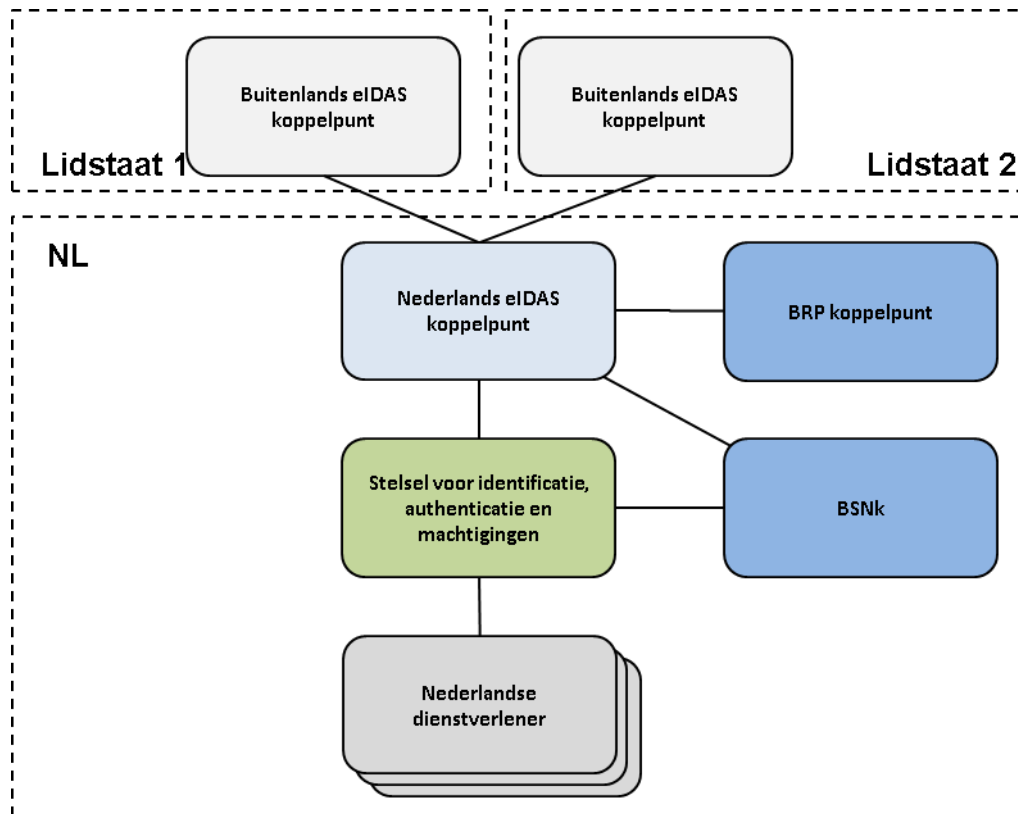 Buitenlands eIDAS
koppelpunt
Buitenlands eIDAS
koppelpunt
Lidstaat 1
Lidstaat 2
NL
Nederlands eIDAS
koppelpunt
BRP koppelpunt
Stelsel voor identificatie,
authenticatie en
machtigingen
BSNk
Nederlandse
dienstverlener